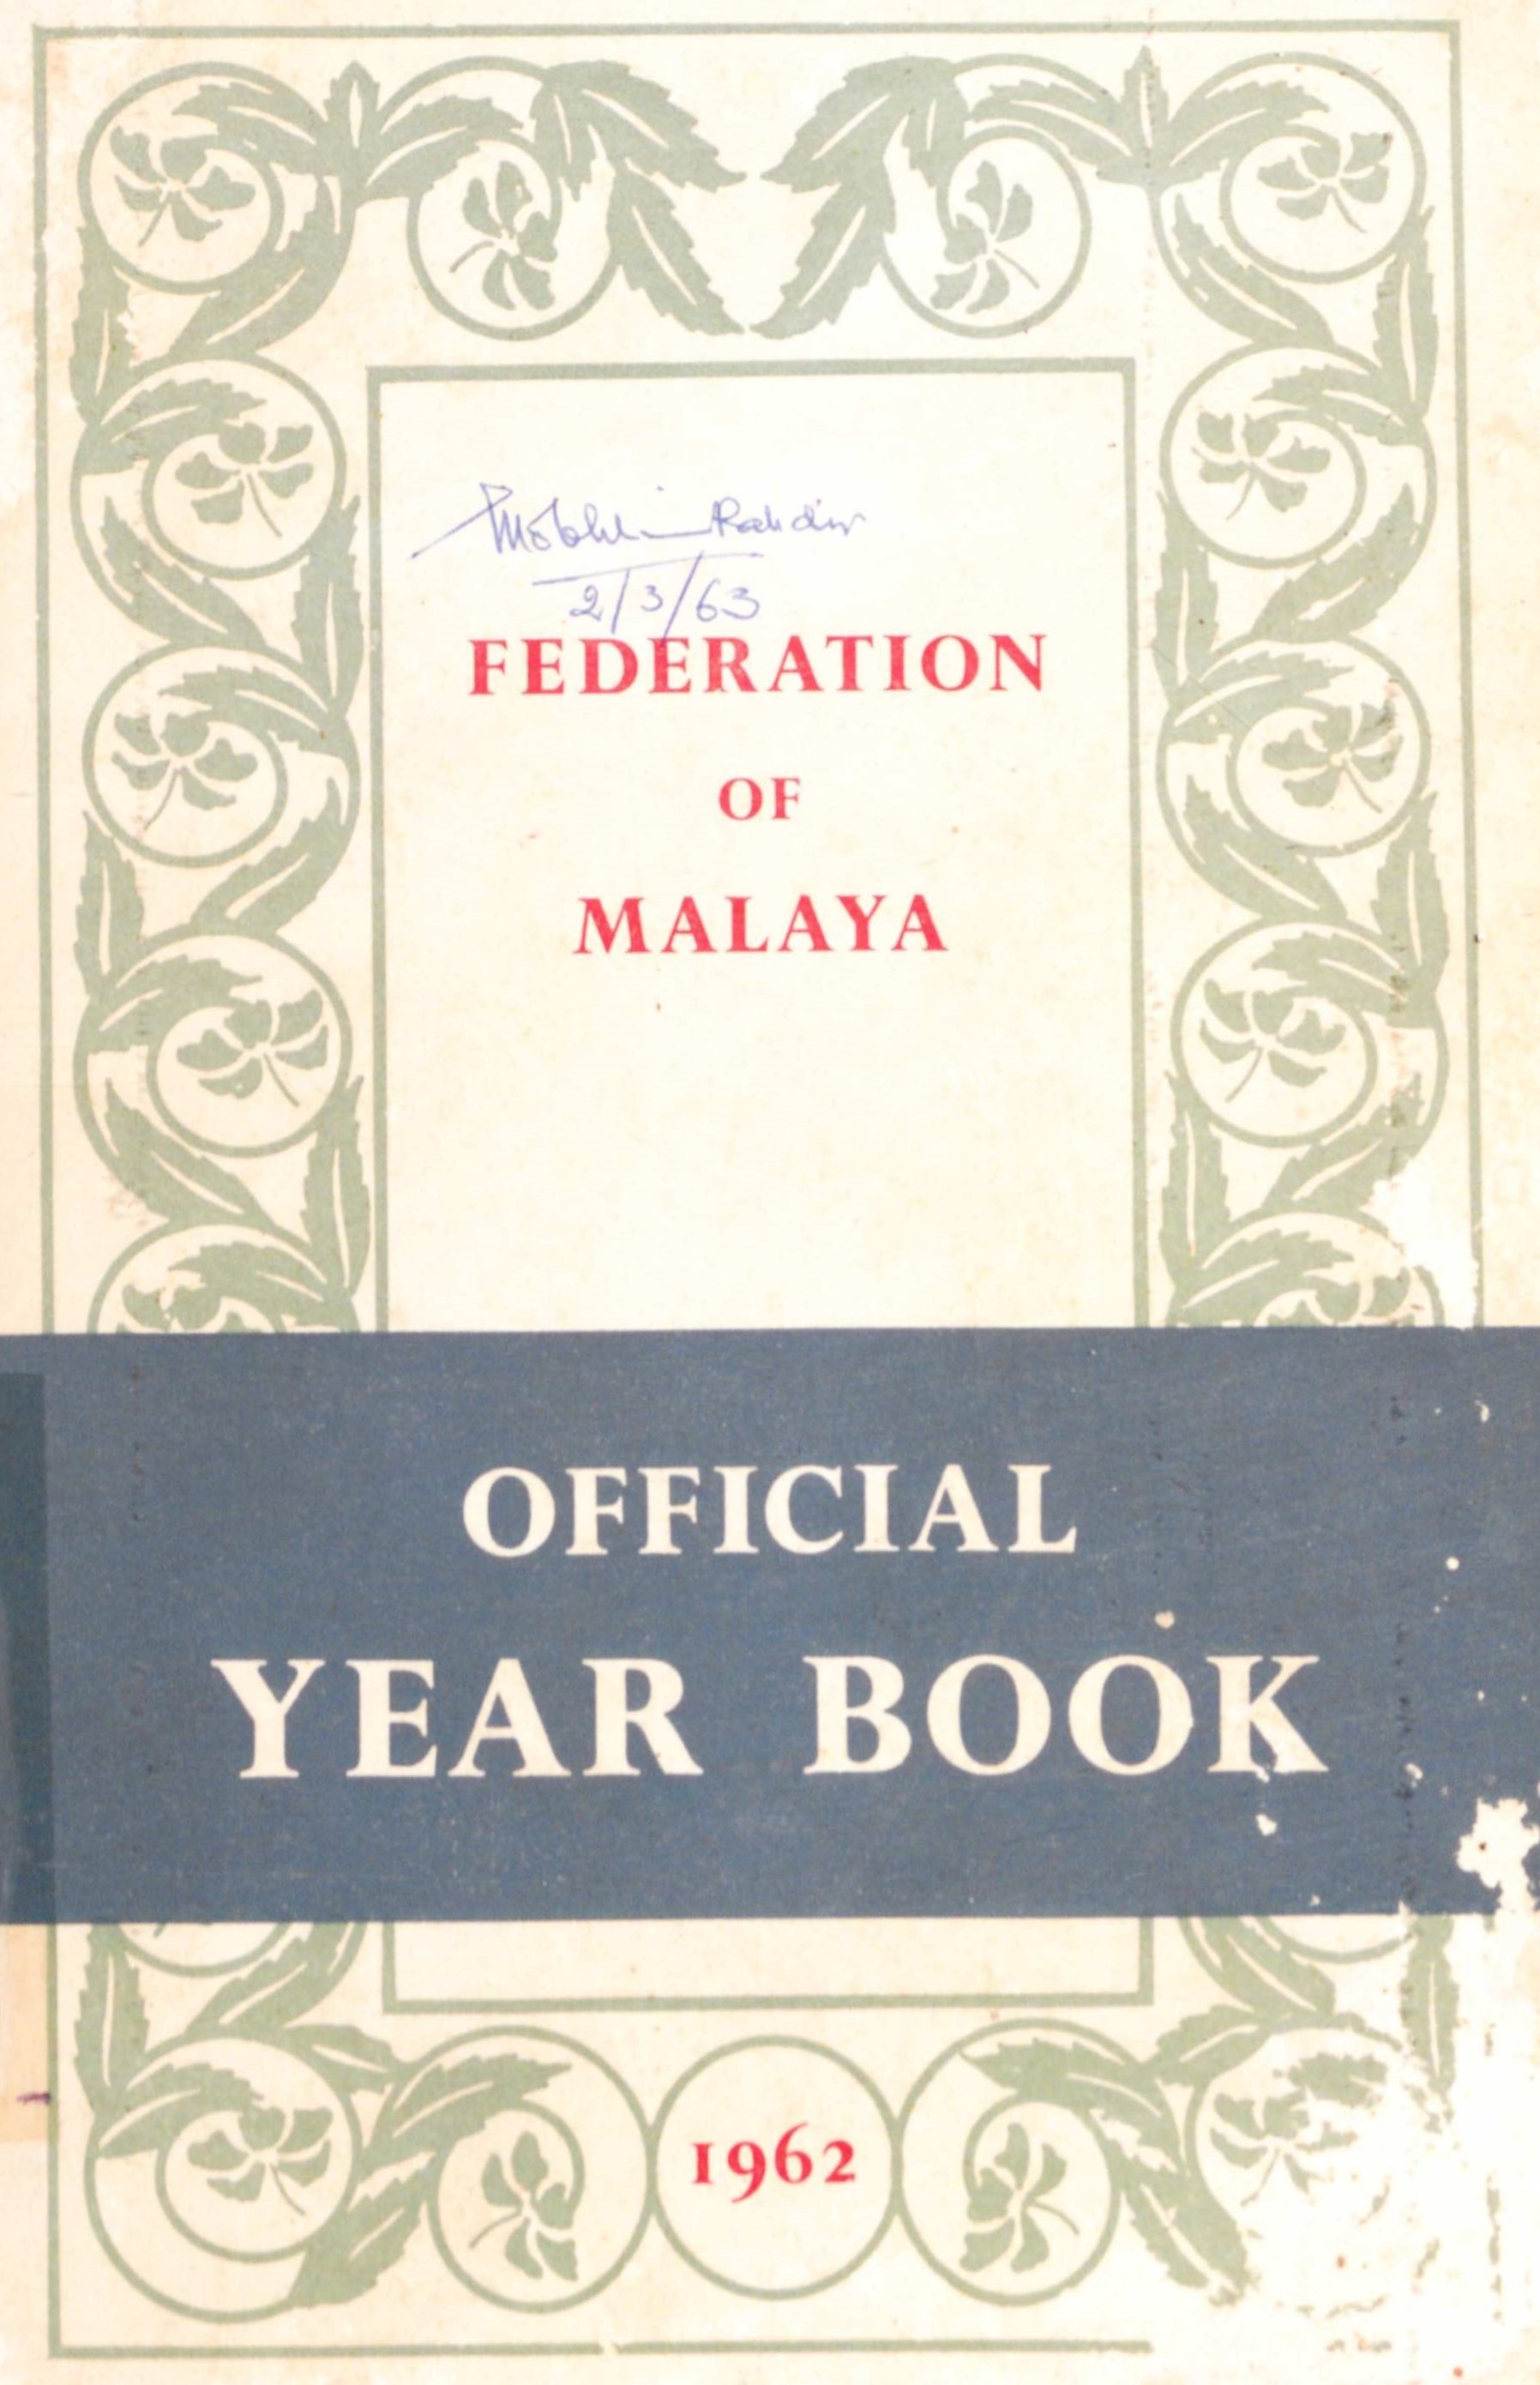 2/3/63
FEDERATION
OF
MALAYA
OFFICIAL
YEAR BOOK
1962